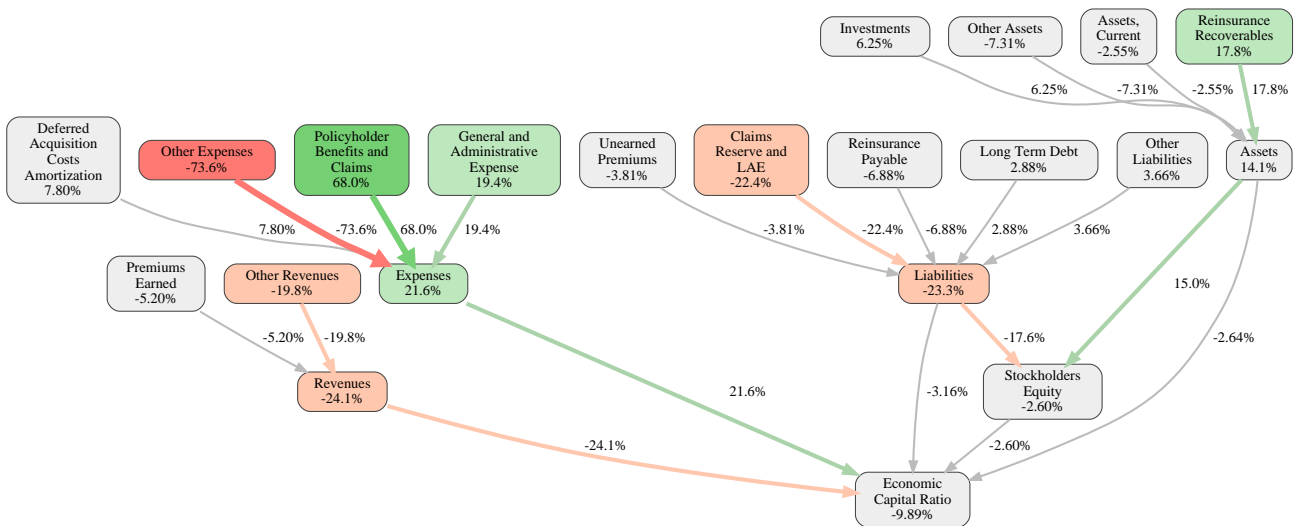 Investments
6.25%
Other Assets
-7.31%
Assets,
Current
-2.55%
Reinsurance
Recoverables
17.8%
6.25%
-7.31%
-2.55%
17.8%
Deferred
Acquisition
Costs
Amortization
7.80%
Other Expenses
-73.6%
Policyholder
Benefits and
Claims
68.0%
General and
Administrative
Expense
19.4%
Unearned
Premiums
-3.81%
Claims
Reserve and
LAE
-22.4%
Reinsurance
Payable
-6.88%
Long Term Debt
2.88%
Other
Liabilities
3.66%
Assets
14.1%
7.80%
-73.6%
68.0%
19.4%
-3.81%
-22.4%
-6.88%
2.88%
3.66%
Premiums
Earned
-5.20%
Other Revenues
-19.8%
Expenses
21.6%
Liabilities
-23.3%
15.0%
-5.20%
-19.8%
-17.6%
-2.64%
Revenues
-24.1%
21.6%
-3.16%
Stockholders
Equity
-2.60%
-24.1%
-2.60%
Economic
Capital Ratio
-9.89%